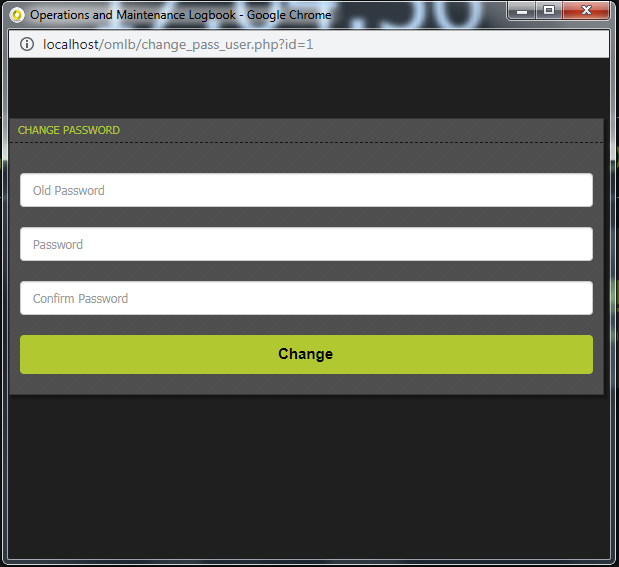 Operations and Maintenance Logbook - Google Chrome
localhost/omlb/change_pass_user.php?id=1
CHANGE PASSWORD
Old Password
Password
Confirm Password
Change